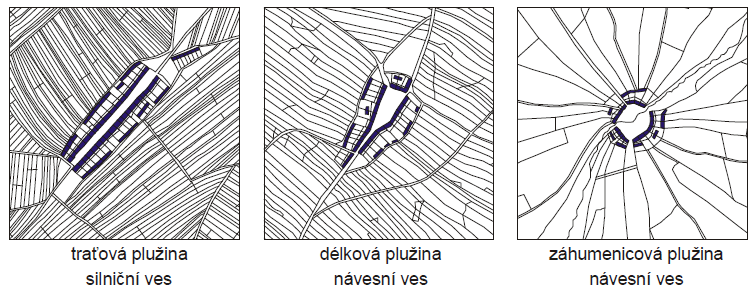 traťová plužina
silniční ves
délková plužina
návesní ves
záhumenicová plužina
návesní ves